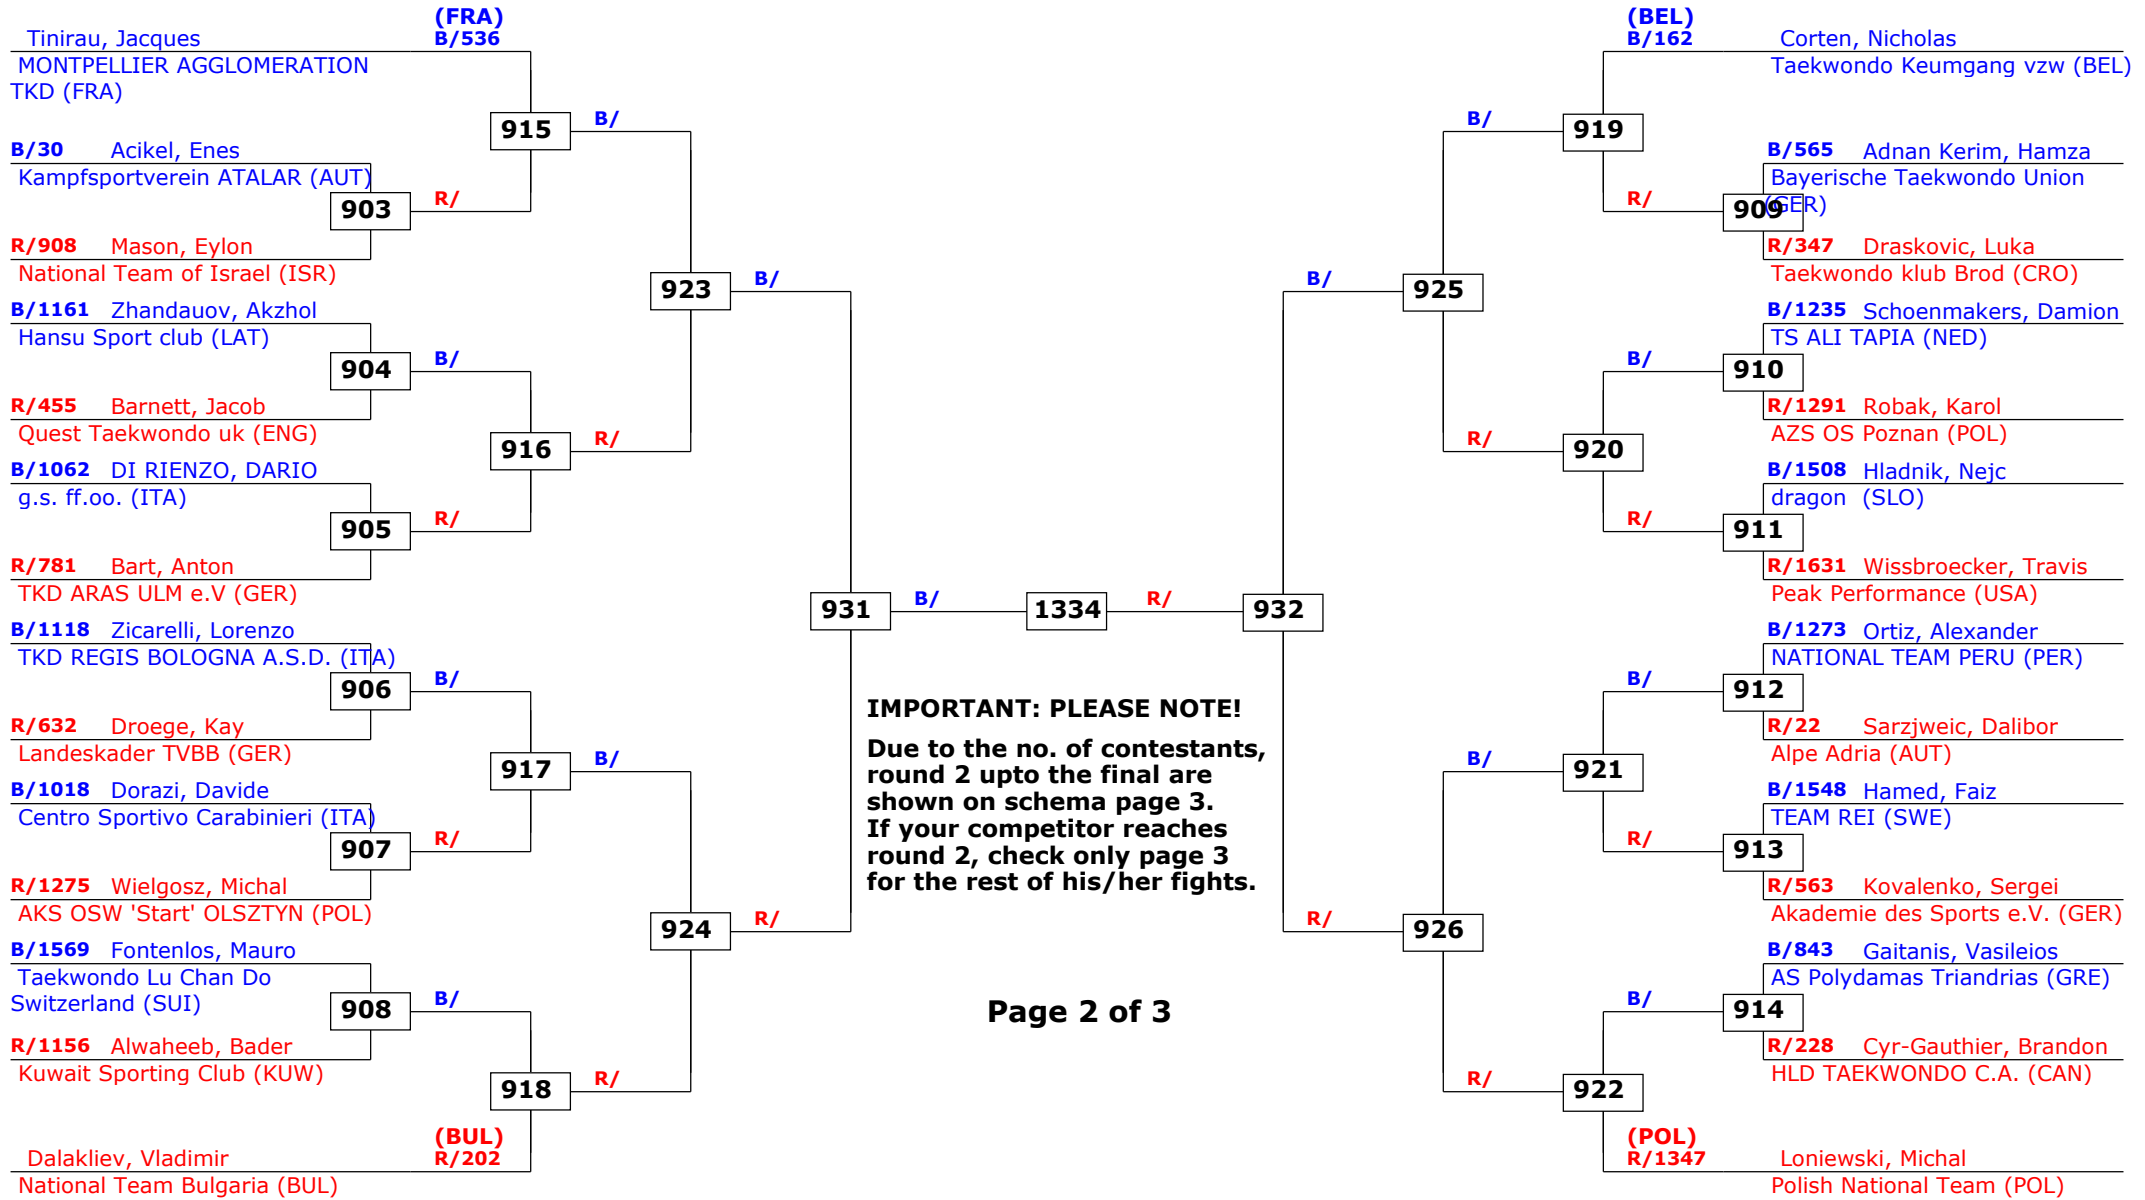 (FRA)
Tinirau, Jacques B/536
MONTPELLIER AGGLOMERATION
TKD (FRA)
915
B/
B/30 Acikel, Enes
Kampfsportverein ATALAR (AUT)
903
R/
R/908 Mason, Eylon
National Team of Israel (ISR)
923
B/
B/1161 Zhandauov, Akzhol
Hansu Sport club (LAT)
904
B/
R/455 Barnett, Jacob
Quest Taekwondo uk (ENG)
916
R/
B/1062 DI RIENZO, DARIO
g.s. ff.oo. (ITA)
905
R/
R/781 Bart, Anton
TKD ARAS ULM e.V (GER)
931
B/
1334
R/
932
B/1118 Zicarelli, Lorenzo
TKD REGIS BOLOGNA A.S.D. (ITA)
906
B/
R/632 Droege, Kay
Landeskader TVBB (GER)
917
B/
B/1018 Dorazi, Davide
Centro Sportivo Carabinieri (ITA)
907
R/
R/1275 Wielgosz, Michal
AKS OSW 'Start' OLSZTYN (POL)
924
R/
B/1569 Fontenlos, Mauro
Taekwondo Lu Chan Do
Switzerland (SUI)
908
B/
R/1156 Alwaheeb, Bader
Kuwait Sporting Club (KUW)
918
R/
(BUL)
Dalakliev, Vladimir R/202
National Team Bulgaria (BUL)
IMPORTANT: PLEASE NOTE!
Due to the no. of contestants,
round 2 upto the final are
shown on schema page 3.
If your competitor reaches
round 2, check only page 3
for the rest of his/her fights.
Page 2 of 3
(BEL)
B/162 Corten, Nicholas
Taekwondo Keumgang vzw (BEL)
B/
919
B/565 Adnan Kerim, Hamza
Bayerische Taekwondo Union
(GER)
R/
909
R/347 Draskovic, Luka
Taekwondo klub Brod (CRO)
B/
925
B/1235 Schoenmakers, Damion
TS ALI TAPIA (NED)
B/
910
R/1291 Robak, Karol
AZS OS Poznan (POL)
R/
920
B/1508 Hladnik, Nejc
dragon (SLO)
R/
911
R/1631 Wissbroecker, Travis
Peak Performance (USA)
B/1273 Ortiz, Alexander
NATIONAL TEAM PERU (PER)
B/
912
R/22 Sarzjweic, Dalibor
Alpe Adria (AUT)
B/
921
B/1548 Hamed, Faiz
TEAM REI (SWE)
R/
913
R/563 Kovalenko, Sergei
Akademie des Sports e.V. (GER)
R/
926
B/843 Gaitanis, Vasileios
AS Polydamas Triandrias (GRE)
B/
914
R/228 Cyr-Gauthier, Brandon
HLD TAEKWONDO C.A. (CAN)
R/
922
(POL)
R/1347 Loniewski, Michal
Polish National Team (POL)